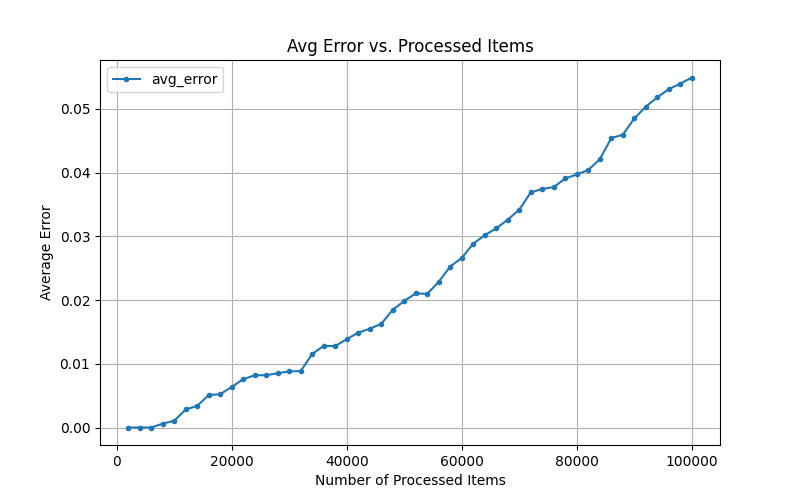 Avg Error vs. Processed Items
avg_error
0.05
0.04
0.03
0.02
0.01
0.00
Average Error
0 20000 40000 60000 80000 100000
Number of Processed Items